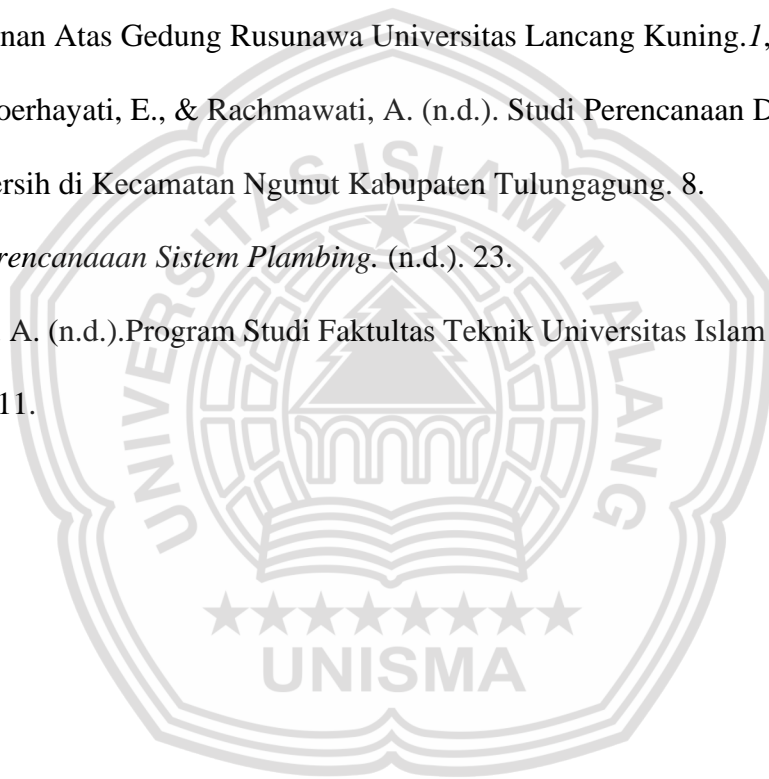 nan Atas Gedung Rusunawa Universitas Lancang Kuning.1,
oerhayati, E., & Rachmawati, A. (n.d.). Studi Perencanaan D
ersih di Kecamatan Ngunut Kabupaten Tulungagung. 8.
rencanaaan Sistem Plambing. (n.d.). 23.
A. (n.d.).Program Studi Faktultas Teknik Universitas Islam
11.
UNIVERSITAS ISLAM MALANG
UNISMA